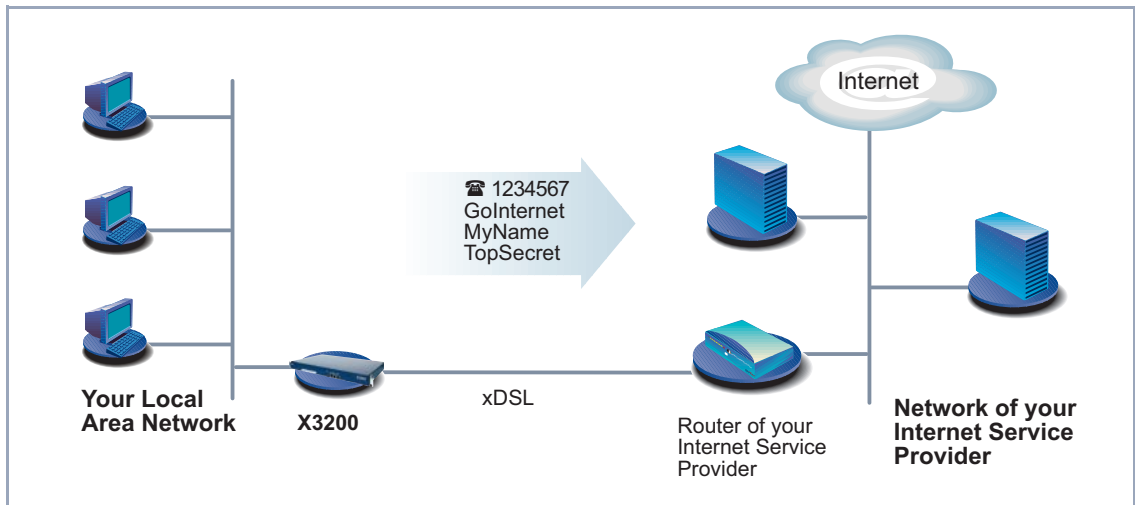 Internet
☎ 1234567
GoInternet
MyName
TopSecret
Your Local
Area Network
X3200
xDSL
Router of your
Internet Service
Provider
Network of your
Internet Service
Provider